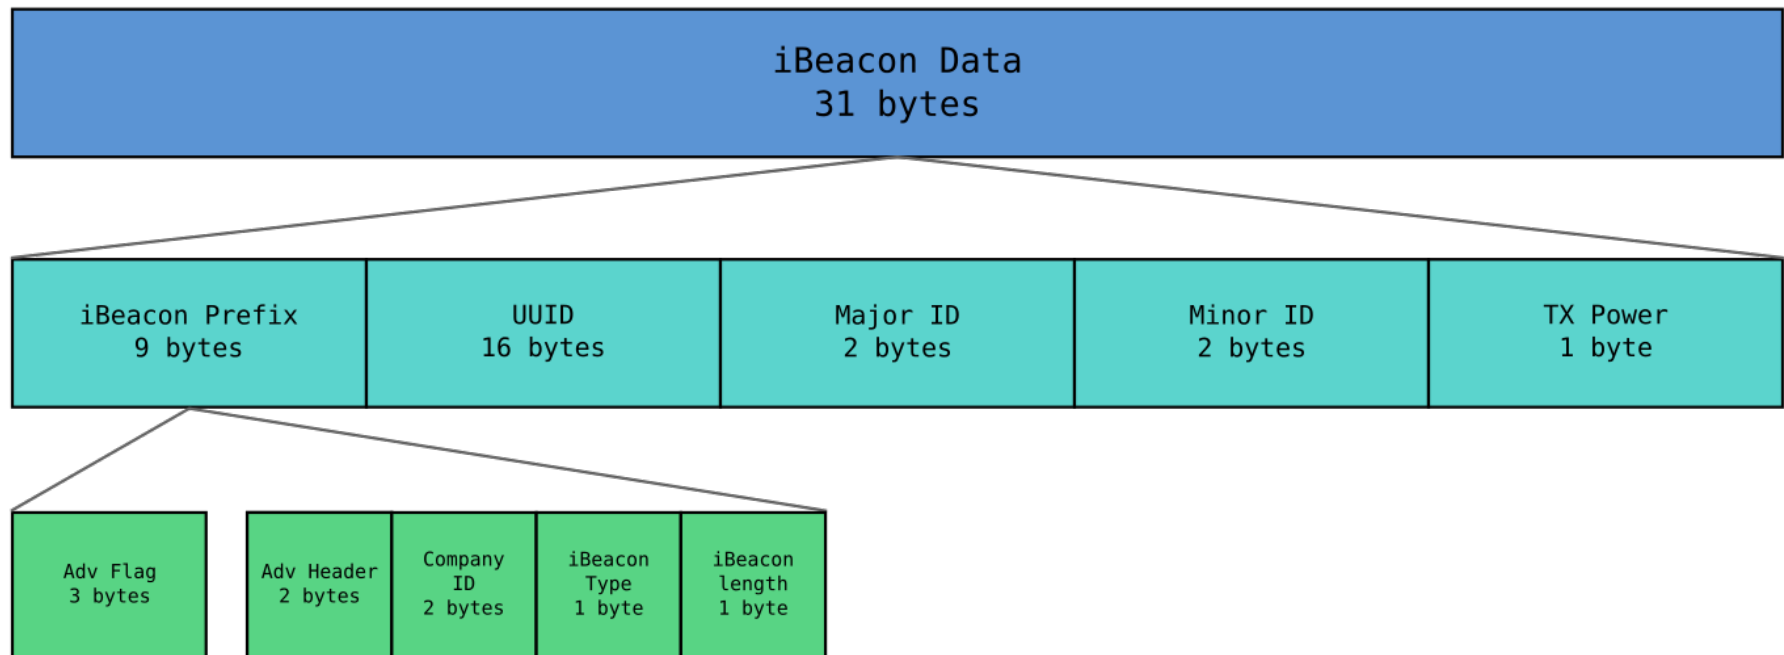 iBeacon Data
31 bytes
iBeacon Prefix
9 bytes
UUID
16 bytes
Major ID
2 bytes
Minor ID
2 bytes
TX Power
1 byte
Adv Flag
3 bytes
Adv Header
2 bytes
Company
ID
2 bytes
iBeacon
Type
1 byte
iBeacon
length
1 byte